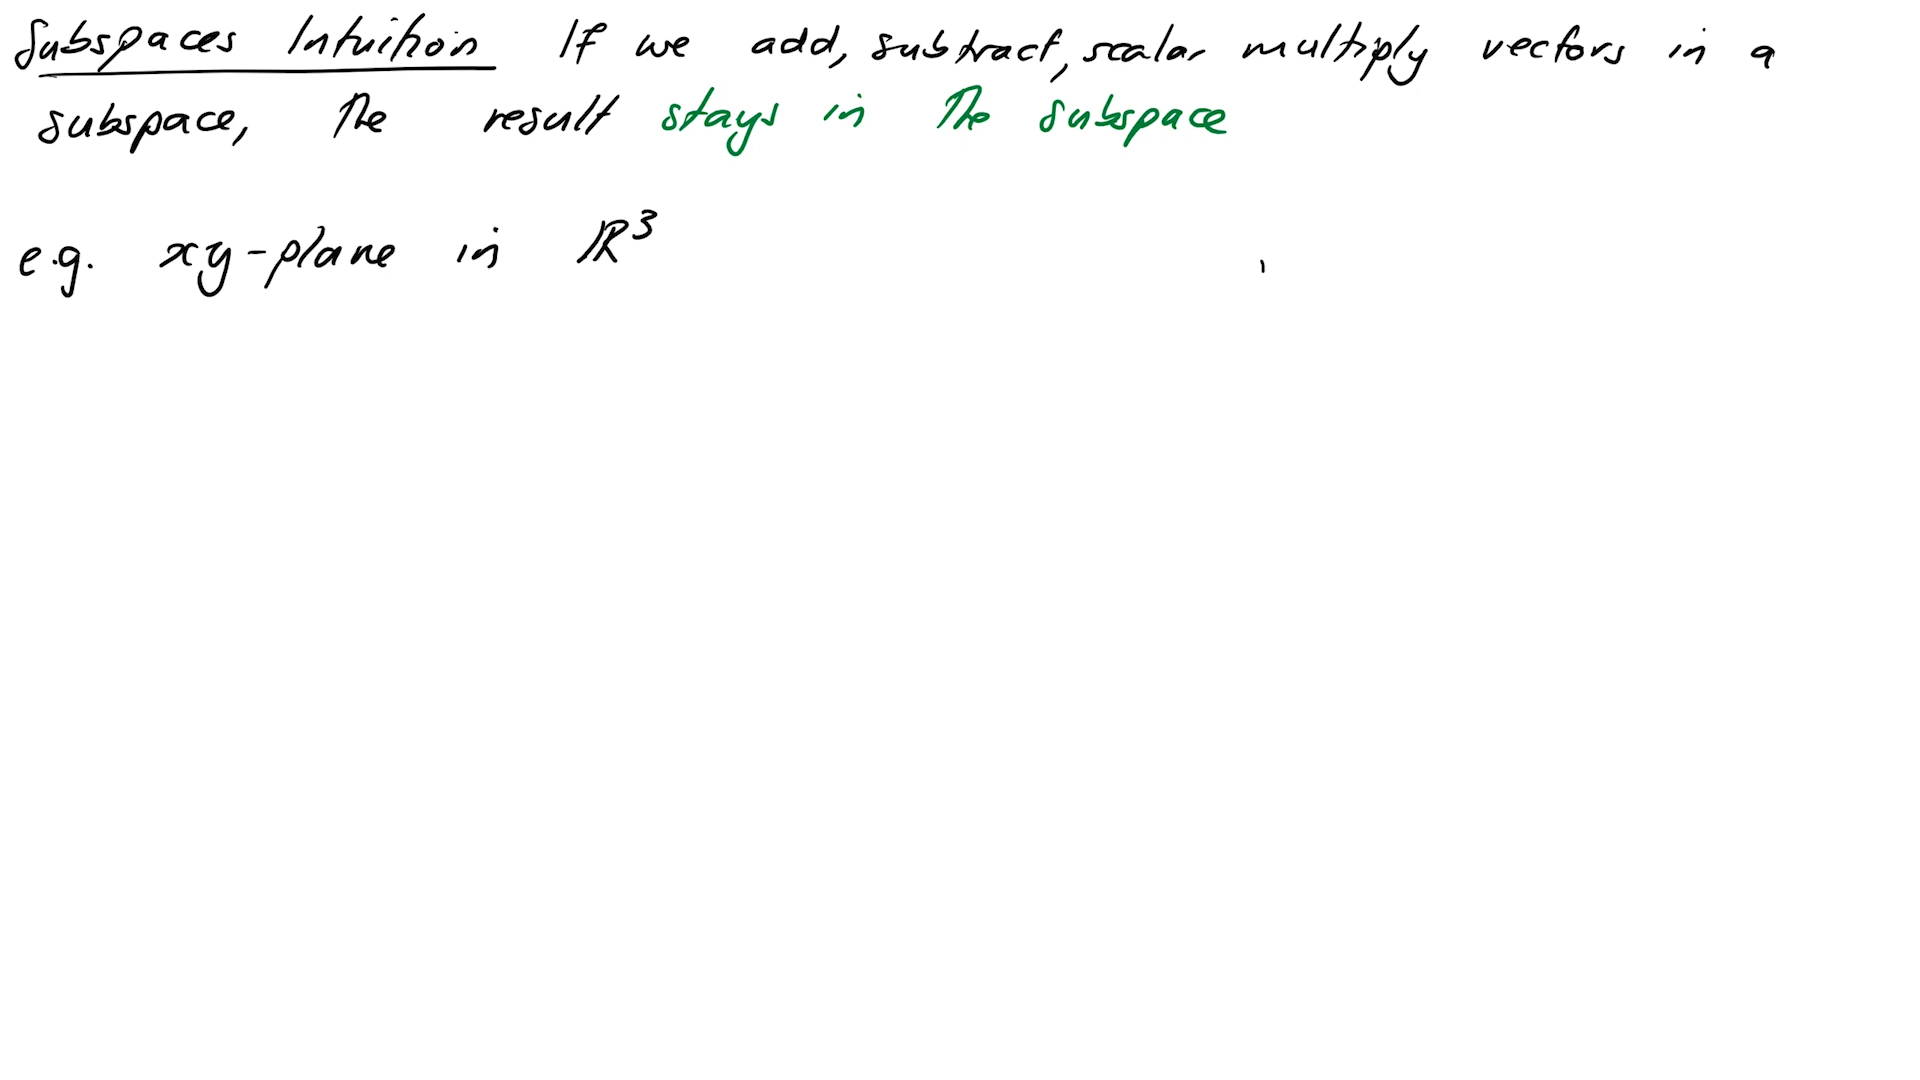 Subspaces Intuition If we add, subtract, scalar multiply vectors in a
subspace, the result stays in the subspace
e.g. xy-plane in ℝ³